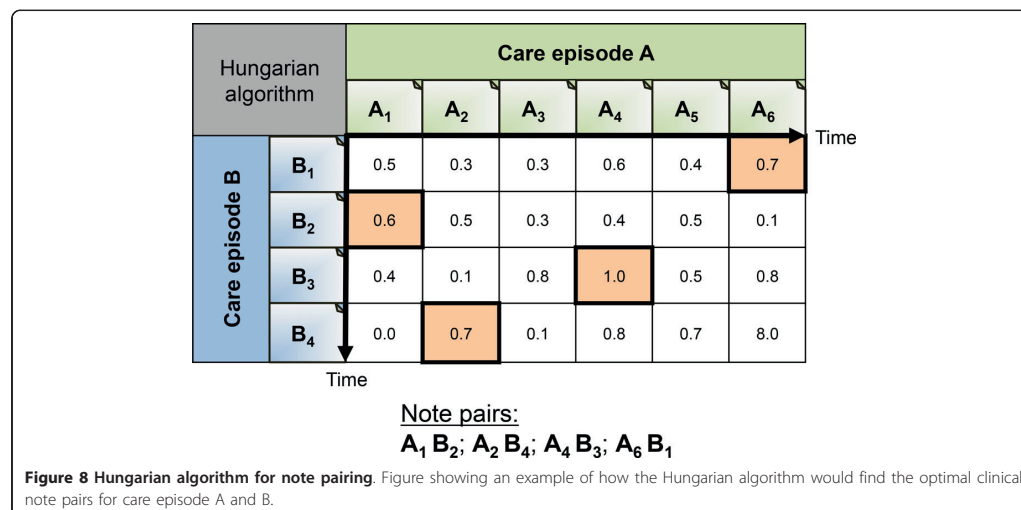 Hungarian algorithm
Care episode A
A₁ A₂ A₃ A₄ A₅ A₆
Time
Care episode B
B₁ 0.5 0.3 0.3 0.6 0.4 0.7
B₂ 0.6 0.5 0.3 0.4 0.5 0.1
B₃ 0.4 0.1 0.8 1.0 0.5 0.8
B₄ 0.0 0.7 0.1 0.8 0.7 8.0
Time
Note pairs:
A₁ B₂; A₂ B₄; A₄ B₃; A₆ B₁
Figure 8 Hungarian algorithm for note pairing. Figure showing an example of how the Hungarian algorithm would find the optimal clinical
note pairs for care episode A and B.